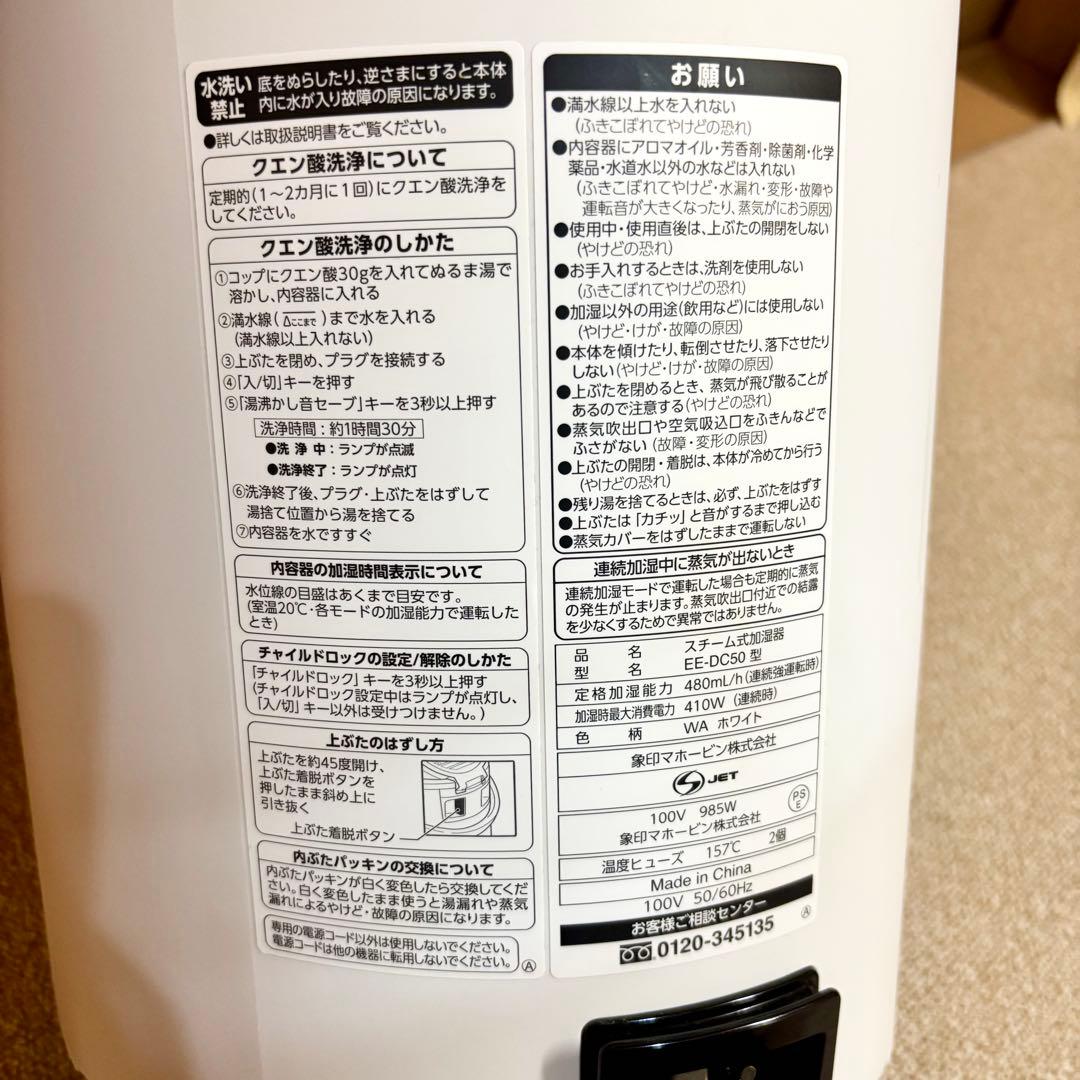 水洗い
禁止
底をぬらしたり、逆さまにすると本体
内に水が入り故障の原因になります。
●詳しくは取扱説明書をご覧ください。
クエン酸洗浄について
定期的(1〜2カ月に1回)にクエン酸洗浄を
してください。
クエン酸洗浄のしかた
①コップにクエン酸30gを入れてぬるま湯で
溶かし、内容器に入れる
②満水線(△ここまで)まで水を入れる
(満水線以上入れない)
③上ぶたを閉め、プラグを接続する
④「入/切」キーを押す
⑤「湯沸かし音セーブ」キーを3秒以上押す
洗浄時間:約1時間30分
●洗浄中:ランプが点滅
●洗浄終了:ランプが点灯
⑥洗浄終了後、プラグ・上ぶたをはずして
湯捨て位置から湯を捨てる
⑦内容器を水ですすぐ
内容器の加湿時間表示について
水位線の目盛はあくまで目安です。
(室温20℃・各モードの加湿能力で運転した
とき)
チャイルドロックの設定/解除のしかた
「チャイルドロック」キーを3秒以上押す
(チャイルドロック設定中はランプが点灯し、
「入/切」キー以外は受けつけません。)
上ぶたのはずし方
上ぶたを約45度開け、
上ぶた着脱ボタンを
押したまま斜め上に
引き抜く
上ぶた着脱ボタン
内ぶたパッキンの交換について
内ぶたパッキンが白く変色したら交換してくだ
さい。白く変色したまま使うと湯漏れや蒸気
漏れによるやけど・故障の原因になります。
専用の電源コード以外は使用しないでください。
電源コードは他の機器に転用しないでください。
Ⓐ
お願い
●満水線以上水を入れない
(ふきこぼれてやけどの恐れ)
●内容器にアロマオイル・芳香剤・除菌剤・化学
薬品・水道水以外の水などは入れない
(ふきこぼれてやけど・水漏れ・変形・故障や
運転音が大きくなったり、蒸気がにおう原因)
●使用中・使用直後は、上ぶたの開閉をしない
(やけどの恐れ)
●お手入れするときは、洗剤を使用しない
(ふきこぼれてやけどの恐れ)
●加湿以外の用途(飲用など)には使用しない
(やけど・けが・故障の原因)
●本体を傾けたり、転倒させたり、落下させたり
しない(やけど・けが・故障の原因)
●上ぶたを閉めるとき、蒸気が飛び散ることが
あるので注意する(やけどの恐れ)
●蒸気吹出口や空気吸込口をふきんなどで
ふさがない(故障・変形の原因)
●上ぶたの開閉・着脱は、本体が冷めてから行う
(やけどの恐れ)
●残り湯を捨てるときは、必ず、上ぶたをはずす
●上ぶたは「カチッ」と音がするまで押し込む
●蒸気カバーをはずしたままで運転しない
連続加湿中に蒸気が出ないとき
連続加湿モードで運転した場合も定期的に蒸気
の発生が止まります。蒸気吹出口付近での結露
を少なくするためで異常ではありません。
品名 スチーム式加湿器
型名 EE-DC50 型
定格加湿能力 480mL/h(連続強運転時)
加湿時最大消費電力 410W(連続時)
色柄 WA ホワイト
象印マホービン株式会社
JET
100V 985W
PS
E
象印マホービン株式会社
温度ヒューズ 157℃ 2個
Made in China
100V 50/60Hz
お客様ご相談センター
0120-345135
Ⓐ